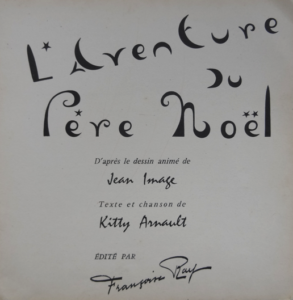 L'Aventure
du
Père Noël
D'après le dessin animé de
Jean Image
Texte et chanson de
Kitty Arnault
ÉDITÉ PAR
Françoise Ray